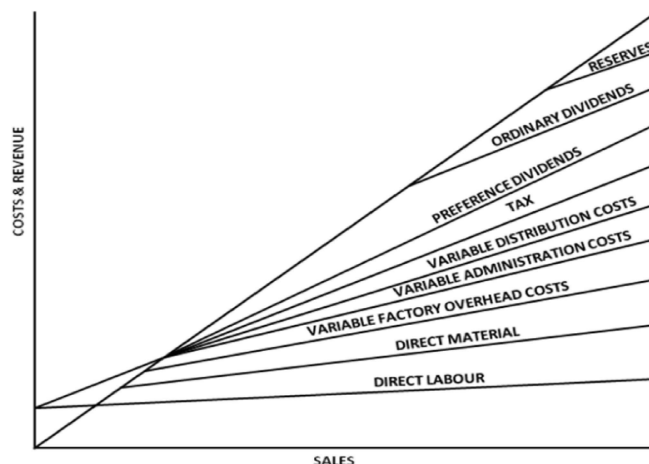 RESERVES
ORDINARY DIVIDENDS
PREFERENCE DIVIDENDS
TAX
VARIABLE DISTRIBUTION COSTS
VARIABLE ADMINISTRATION COSTS
VARIABLE FACTORY OVERHEAD COSTS
DIRECT MATERIAL
DIRECT LABOUR
COSTS & REVENUE
SALES